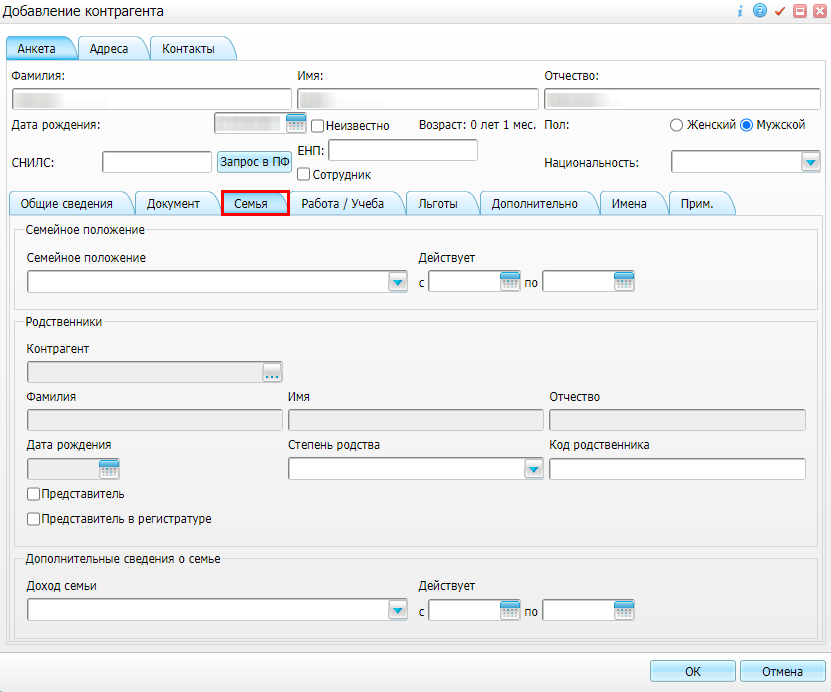 Добавление контрагента
Анкета Адреса Контакты
Фамилия: Имя: Отчество:
Дата рождения: Неизвестно Возраст: 0 лет 1 мес. Пол: Женский Мужской
СНИЛС: Запрос в ПФ ЕНП: Национальность:
Сотрудник
Общие сведения Документ Семья Работа / Учеба Льготы Дополнительно Имена Прим.
Семейное положение
Семейное положение Действует
с по
Родственники
Контрагент
...
Фамилия Имя Отчество
Дата рождения Степень родства Код родственника
Представитель
Представитель в регистратуре
Дополнительные сведения о семье
Доход семьи Действует
с по
ОК Отмена